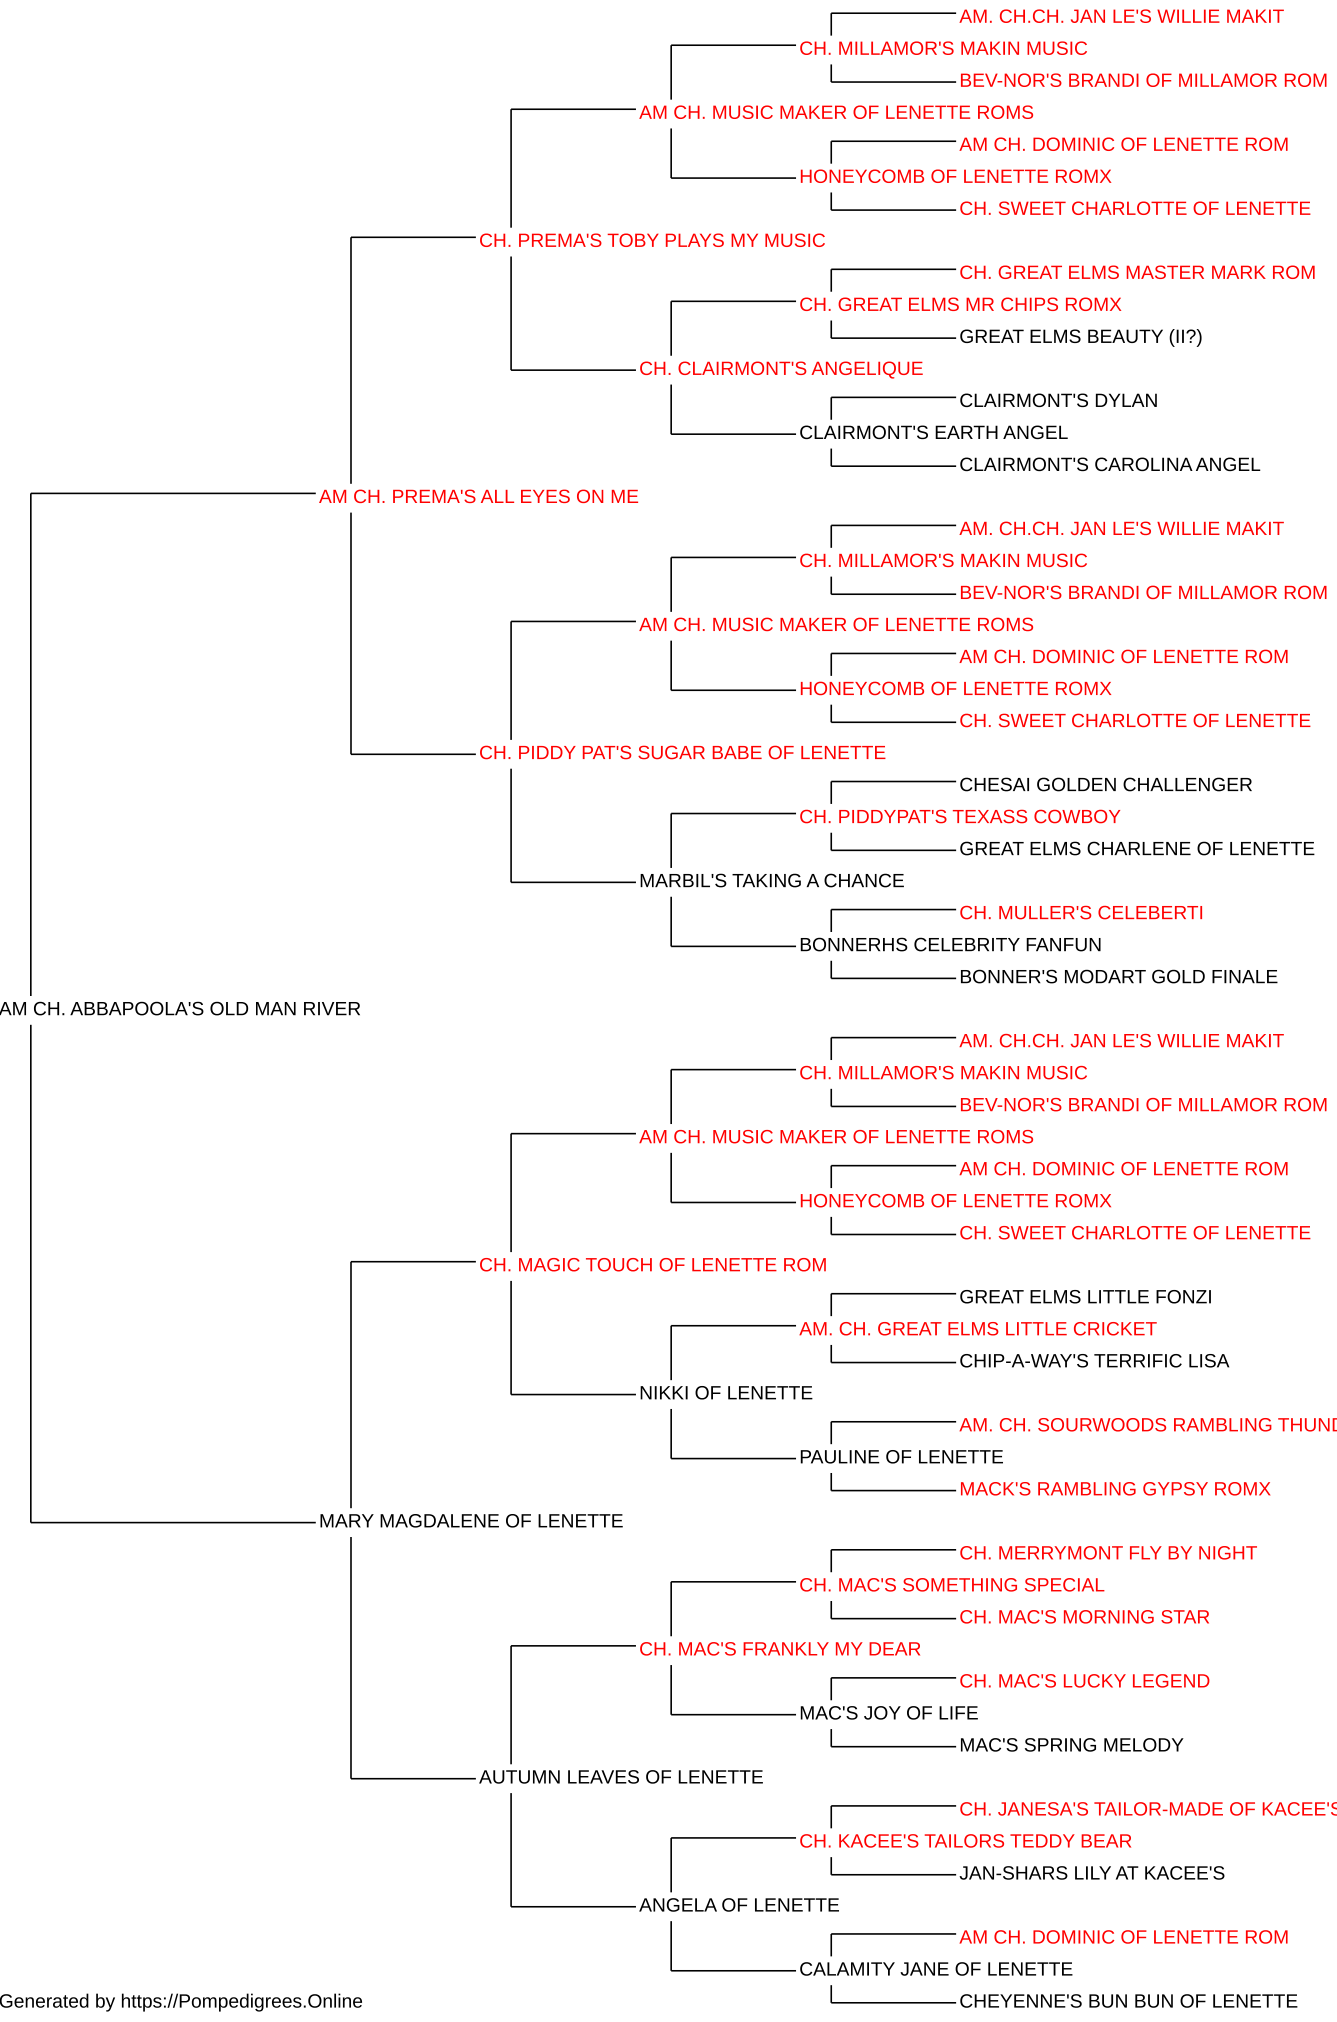 AM. CH.CH. JAN LE'S WILLIE MAKIT
CH. MILLAMOR'S MAKIN MUSIC
BEV-NOR'S BRANDI OF MILLAMOR ROM
AM CH. MUSIC MAKER OF LENETTE ROMS
AM CH. DOMINIC OF LENETTE ROM
HONEYCOMB OF LENETTE ROMX
CH. SWEET CHARLOTTE OF LENETTE
CH. PREMA'S TOBY PLAYS MY MUSIC
CH. GREAT ELMS MASTER MARK ROM
CH. GREAT ELMS MR CHIPS ROMX
GREAT ELMS BEAUTY (II?)
CH. CLAIRMONT'S ANGELIQUE
CLAIRMONT'S DYLAN
CLAIRMONT'S EARTH ANGEL
CLAIRMONT'S CAROLINA ANGEL
AM CH. PREMA'S ALL EYES ON ME
AM. CH.CH. JAN LE'S WILLIE MAKIT
CH. MILLAMOR'S MAKIN MUSIC
BEV-NOR'S BRANDI OF MILLAMOR ROM
AM CH. MUSIC MAKER OF LENETTE ROMS
AM CH. DOMINIC OF LENETTE ROM
HONEYCOMB OF LENETTE ROMX
CH. SWEET CHARLOTTE OF LENETTE
CH. PIDDY PAT'S SUGAR BABE OF LENETTE
CHESAI GOLDEN CHALLENGER
CH. PIDDYPAT'S TEXASS COWBOY
GREAT ELMS CHARLENE OF LENETTE
MARBIL'S TAKING A CHANCE
CH. MULLER'S CELEBERTI
BONNERHS CELEBRITY FANFUN
BONNER'S MODART GOLD FINALE
AM CH. ABBAPOOLA'S OLD MAN RIVER
AM. CH.CH. JAN LE'S WILLIE MAKIT
CH. MILLAMOR'S MAKIN MUSIC
BEV-NOR'S BRANDI OF MILLAMOR ROM
AM CH. MUSIC MAKER OF LENETTE ROMS
AM CH. DOMINIC OF LENETTE ROM
HONEYCOMB OF LENETTE ROMX
CH. SWEET CHARLOTTE OF LENETTE
CH. MAGIC TOUCH OF LENETTE ROM
GREAT ELMS LITTLE FONZI
AM. CH. GREAT ELMS LITTLE CRICKET
CHIP-A-WAY'S TERRIFIC LISA
NIKKI OF LENETTE
AM. CH. SOURWOODS RAMBLING THUND
PAULINE OF LENETTE
MACK'S RAMBLING GYPSY ROMX
MARY MAGDALENE OF LENETTE
CH. MERRYMONT FLY BY NIGHT
CH. MAC'S SOMETHING SPECIAL
CH. MAC'S MORNING STAR
CH. MAC'S FRANKLY MY DEAR
CH. MAC'S LUCKY LEGEND
MAC'S JOY OF LIFE
MAC'S SPRING MELODY
AUTUMN LEAVES OF LENETTE
CH. JANESA'S TAILOR-MADE OF KACEE'S
CH. KACEE'S TAILORS TEDDY BEAR
JAN-SHARS LILY AT KACEE'S
ANGELA OF LENETTE
AM CH. DOMINIC OF LENETTE ROM
CALAMITY JANE OF LENETTE
CHEYENNE'S BUN BUN OF LENETTE
Generated by https://Pompedigrees.Online